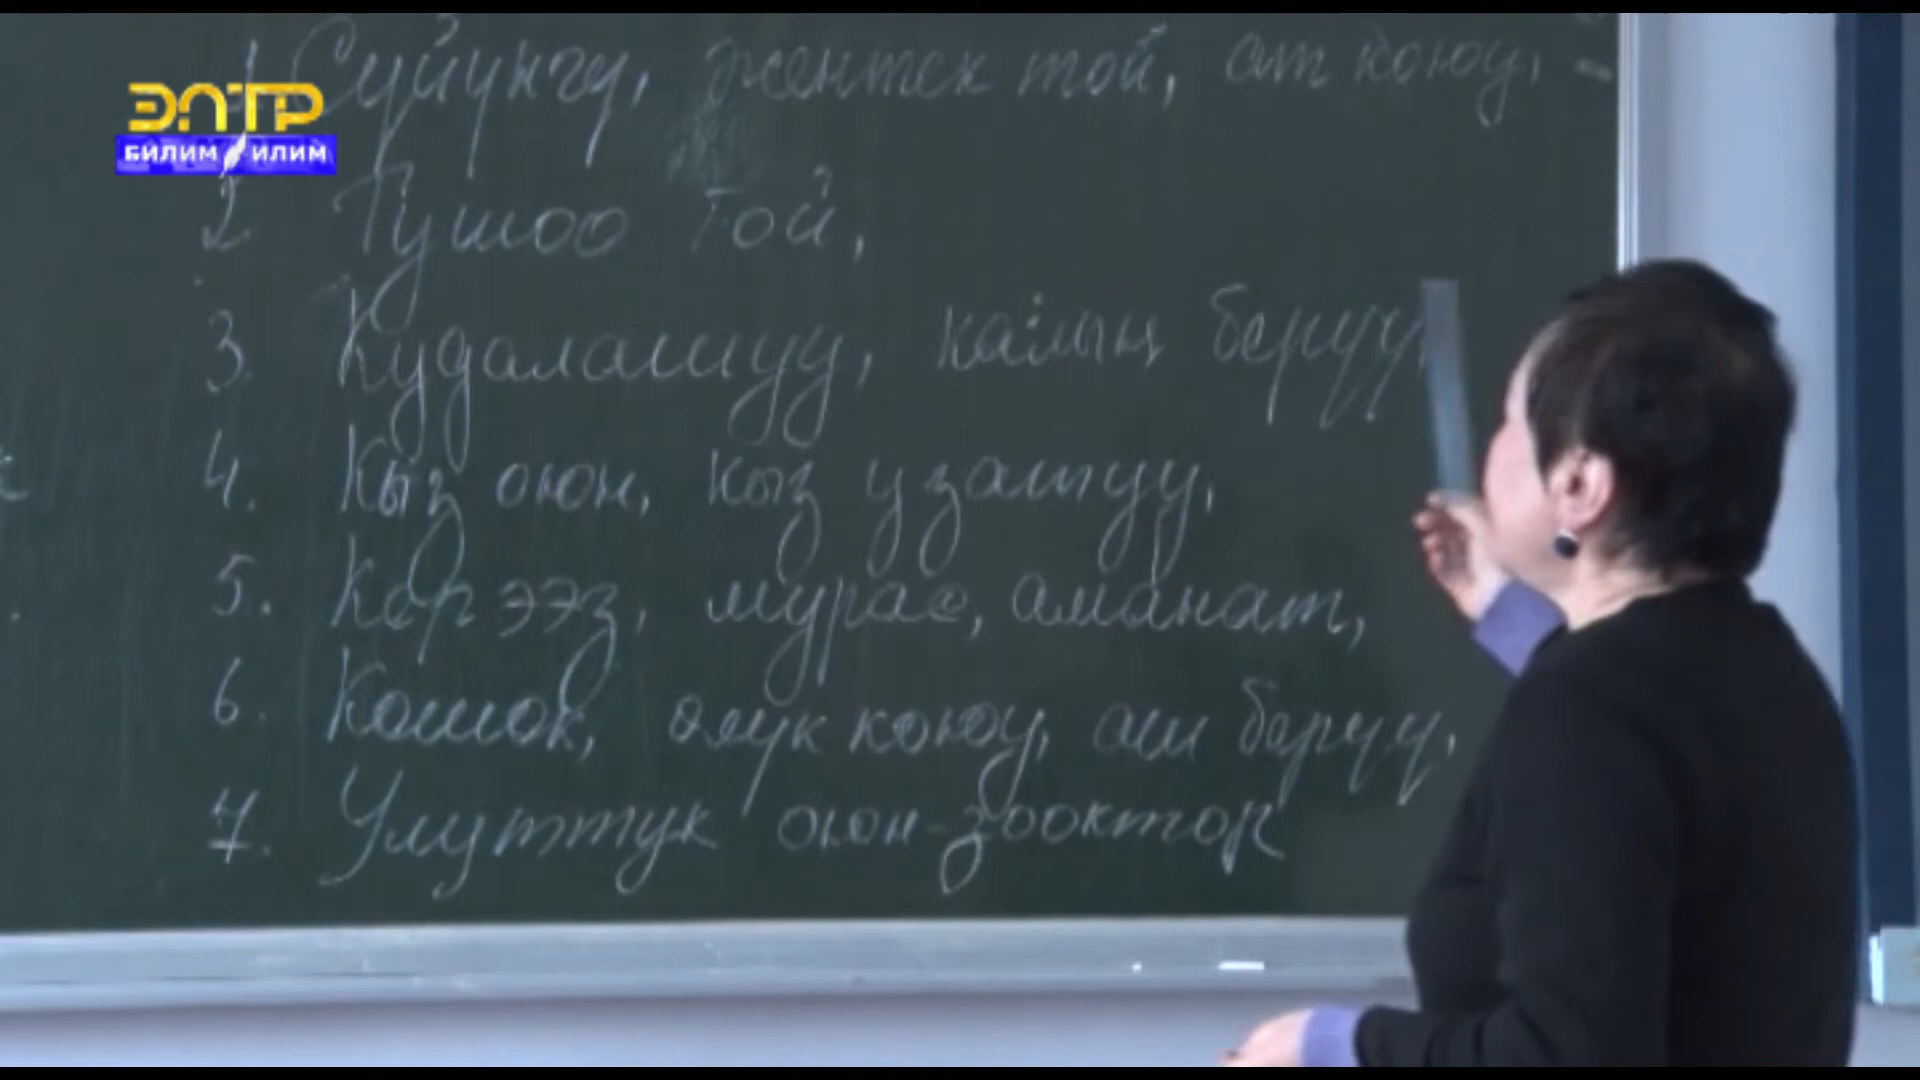 ЭЛТР
БИЛИМ ИЛИМ
1 Сүйүнчү, жентек той, ат коюу,
2 Тушоо той,
3. Кудалашуу, калың берүү,
4. Кыз оюн, кыз узатуу,
5. Керээз, мурас, аманат,
6. Кошок, өлүк коюу, аш берүү,
7. Улуттук оюн-зооктор